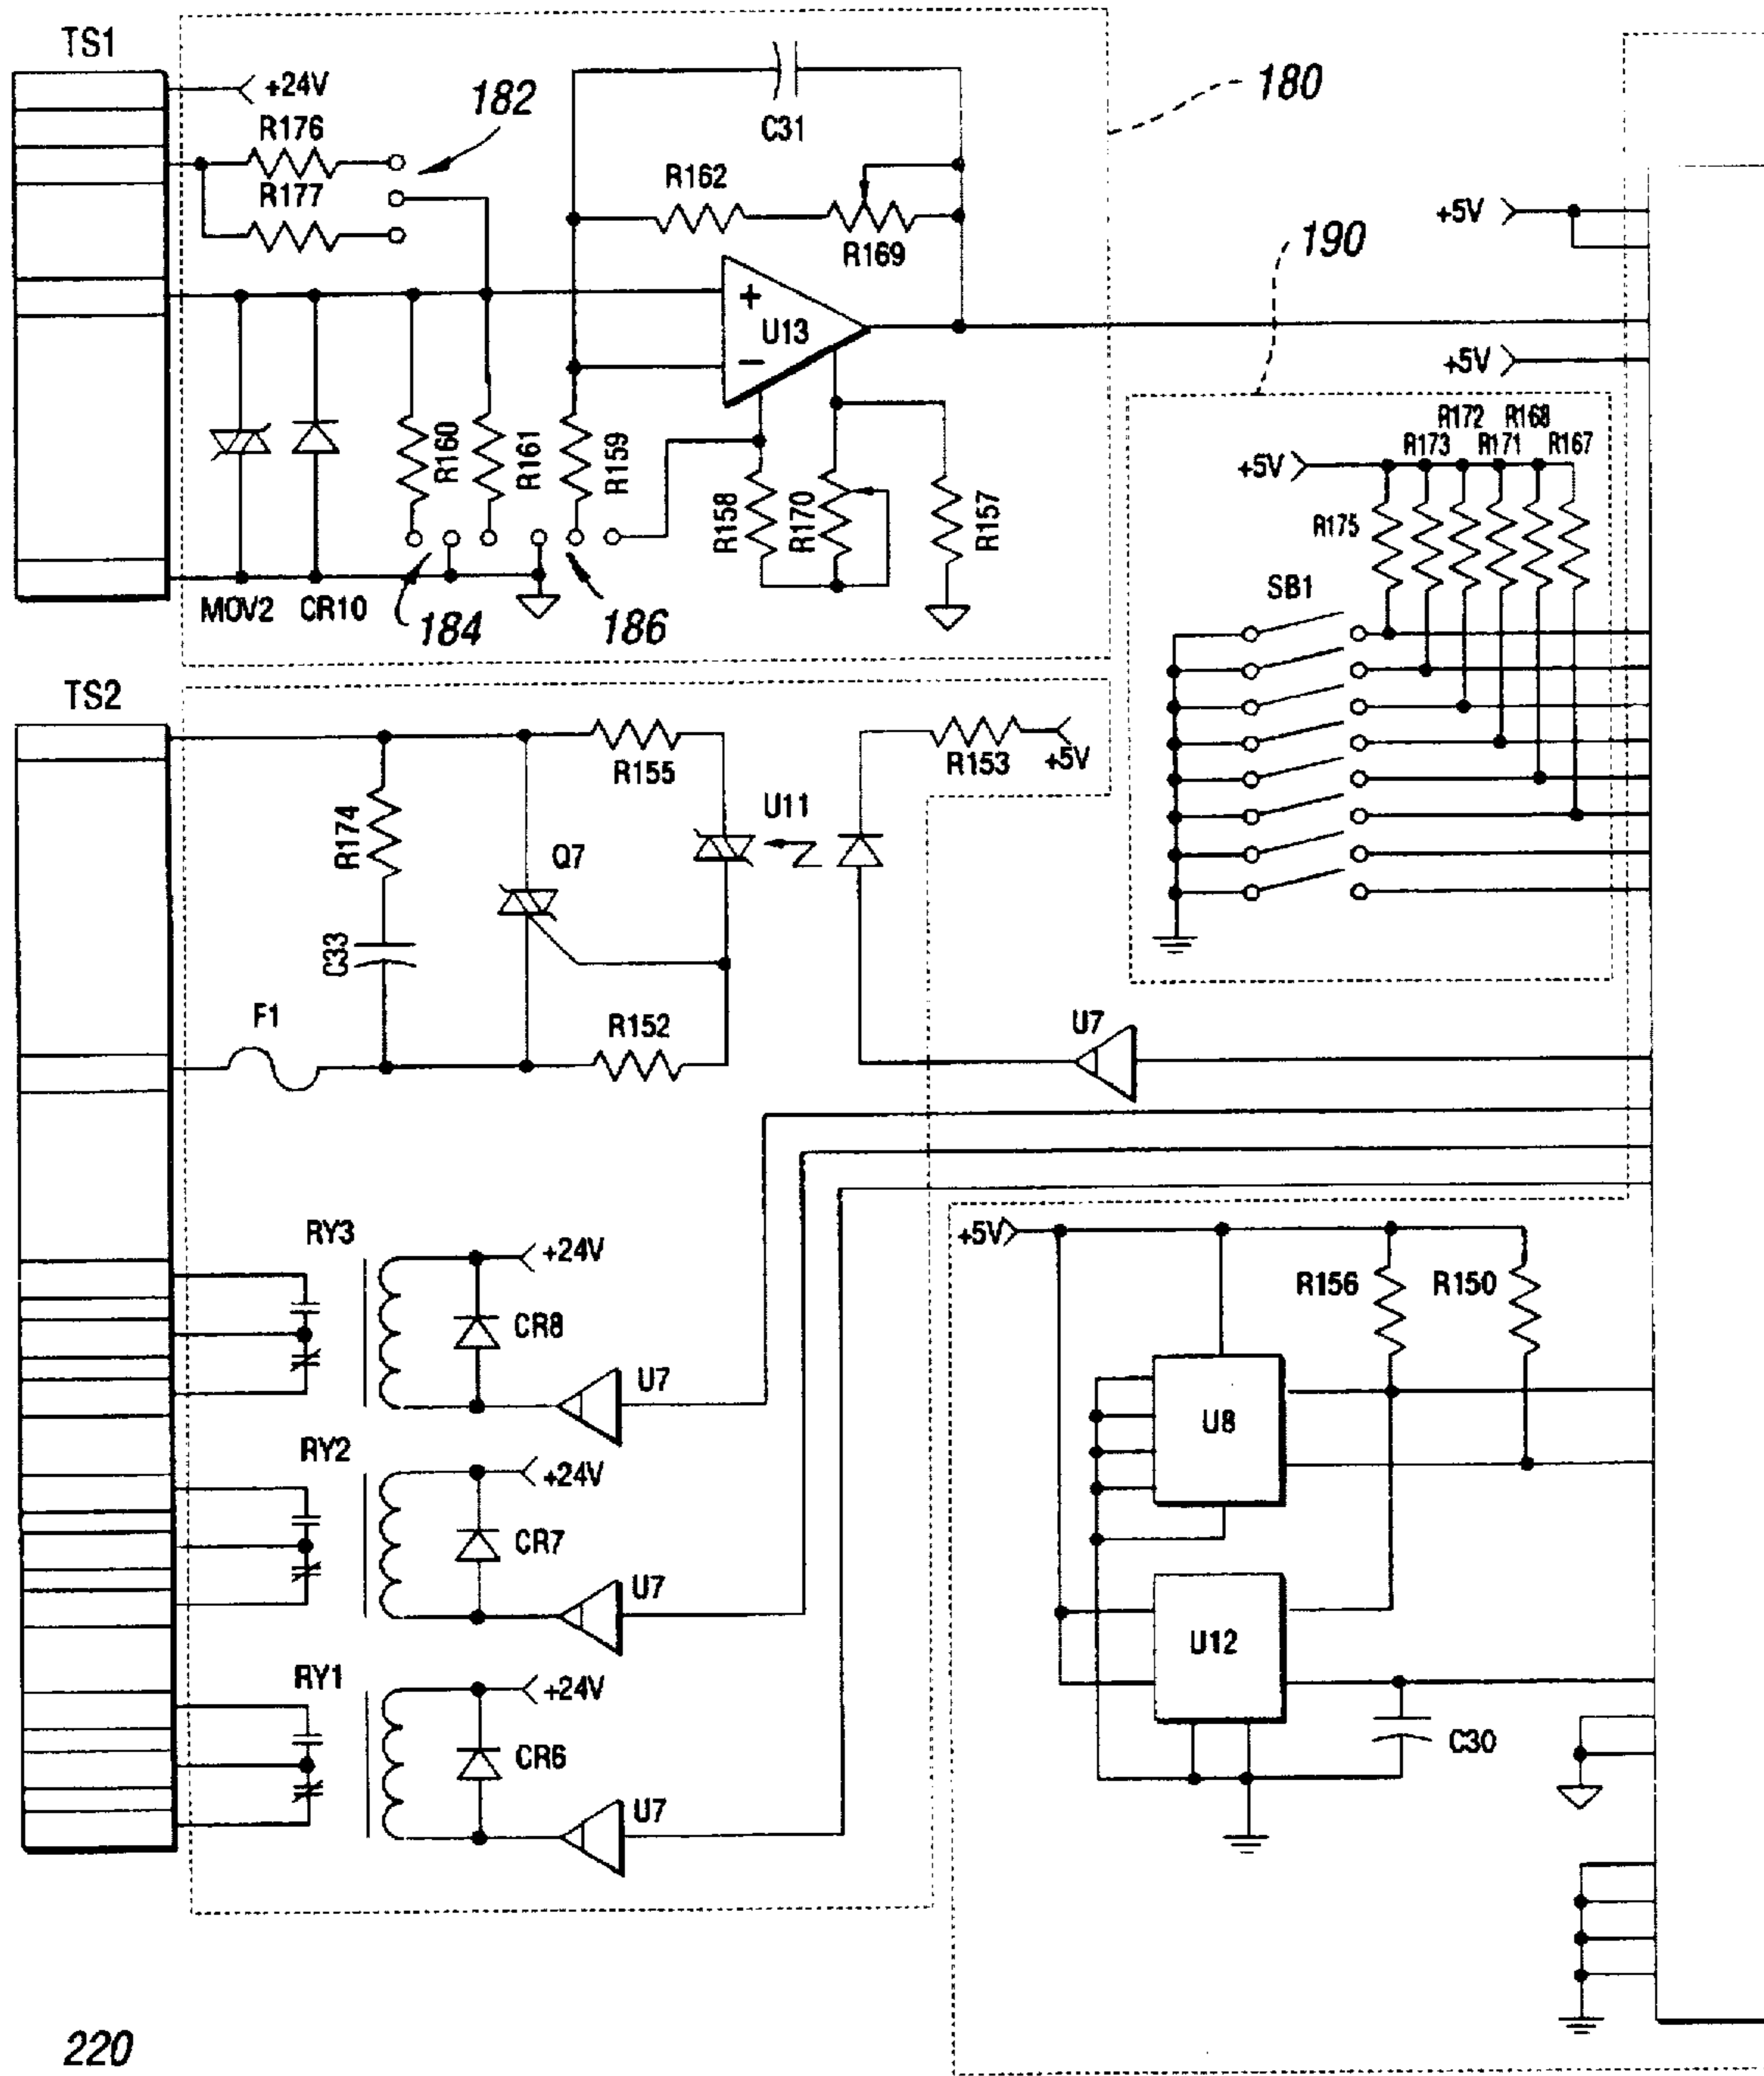 TS1
+24V
182
R176
R177
C31
180
R162
R169
+5V
190
+
U13
−
+5V
R172 R168
R173 R171 R167
+5V
R175
R160
R161
R159
R158
R170
R157
MOV2 CR10
184
186
SB1
TS2
R155
R153
+5V
U11
R174
Q7
C33
F1
R152
U7
RY3
+24V
CR8
U7
+5V
R156
R150
U8
RY2
+24V
CR7
U7
U12
RY1
+24V
CR6
U7
C30
220